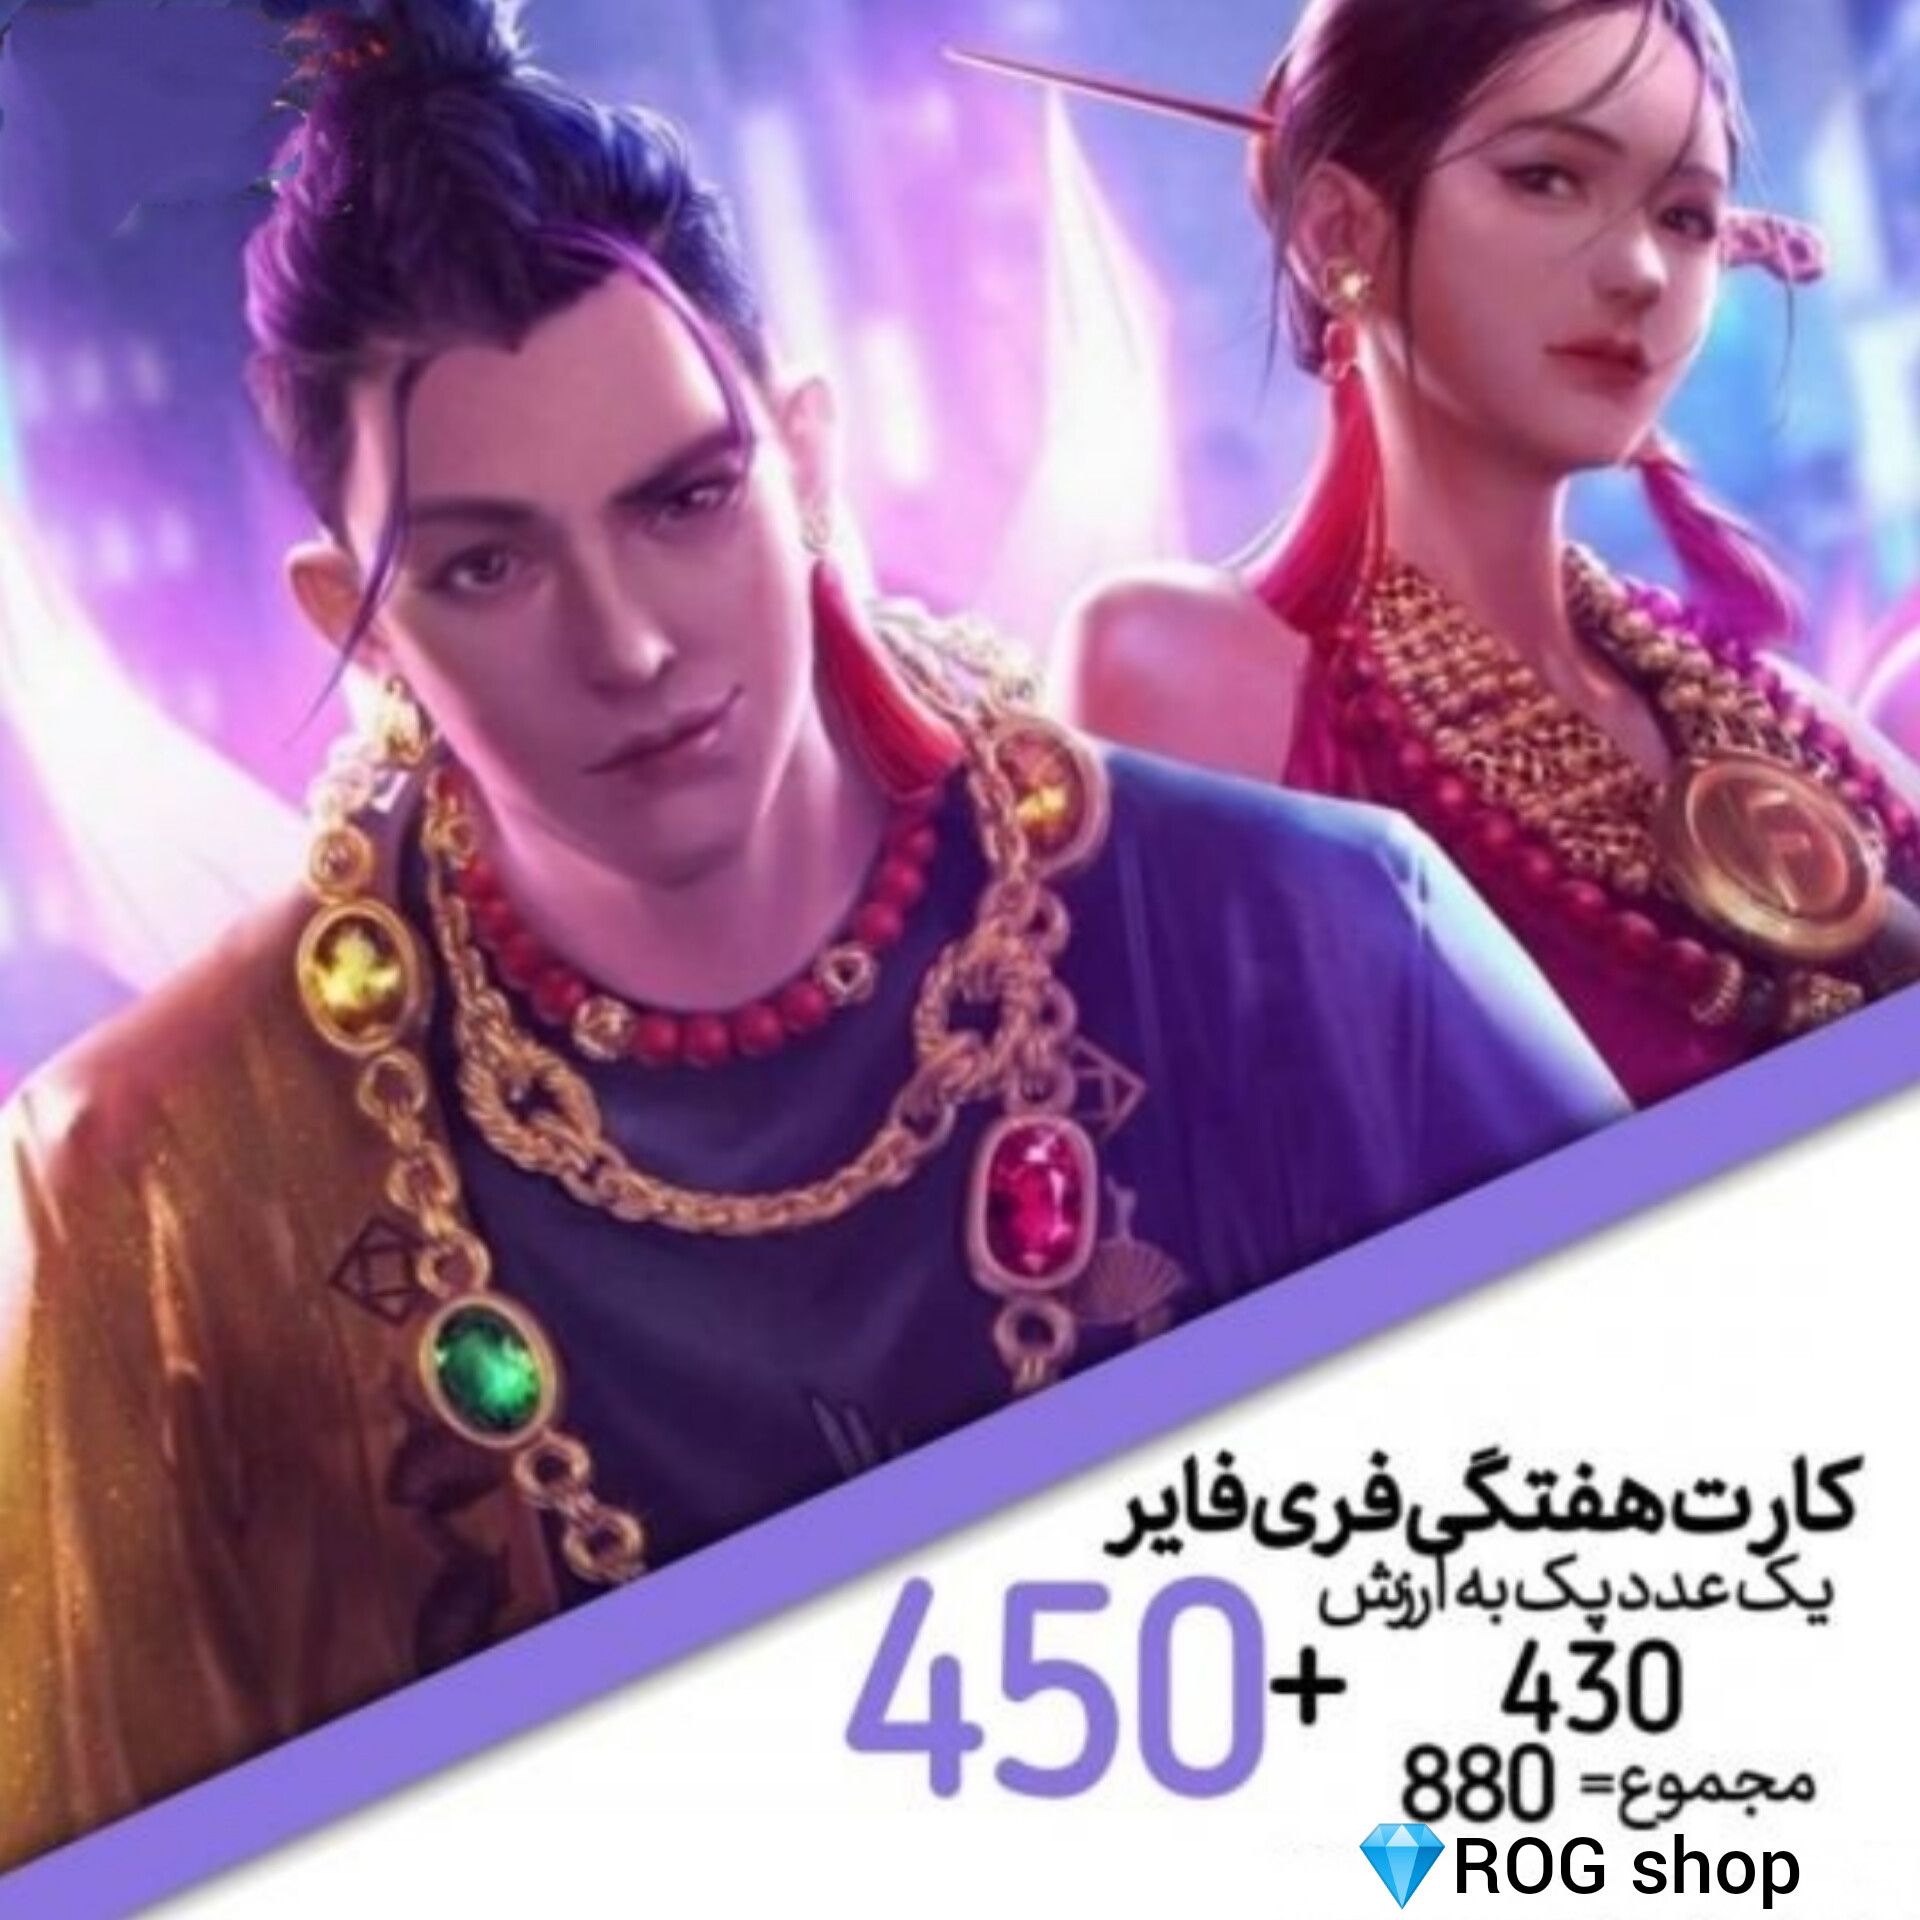 کارت هفتگی فری فایر
یک عدد پک به ارزش
450+ 430
مجموع= 880
💎ROG shop